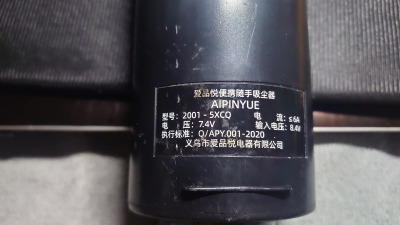 爱品悦便携随手吸尘器
AIPINYUE
型号：2001 - 5XCQ 电 流：≤6A
电 压：7.4V 输入电压：8.4V
执行标准：Q/APY.001-2020
义乌市爱品悦电器有限公司